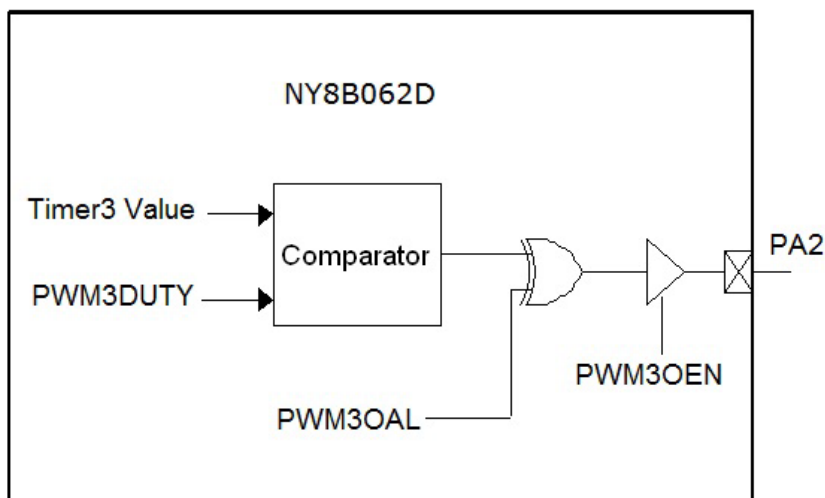 NY8B062D
Timer3 Value
Comparator
PA2
PWM3DUTY
PWM3OEN
PWM3OAL